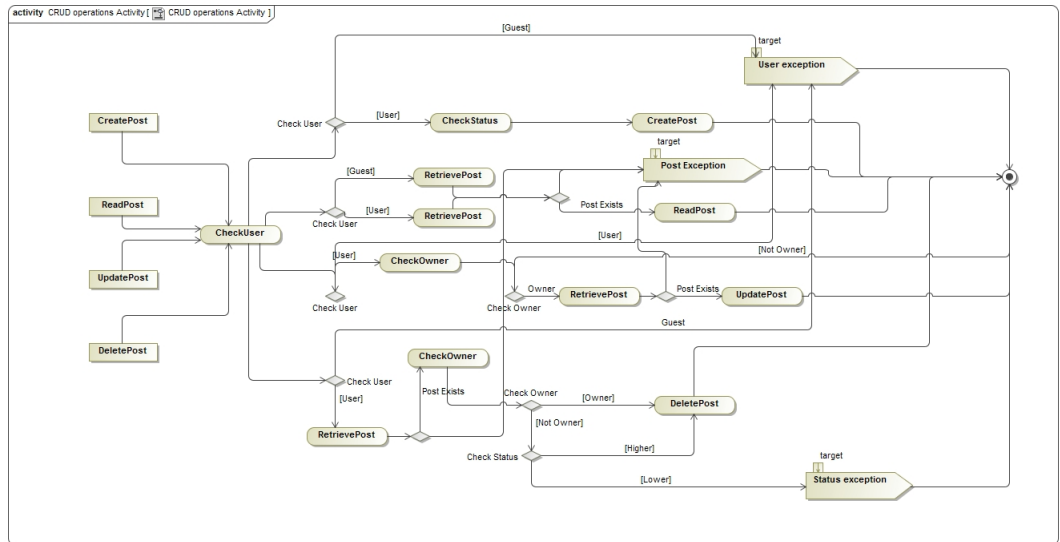 activity CRUD operations Activity [ CRUD operations Activity ]
[Guest]
target
User exception
CreatePost
Check User
[User]
CheckStatus
CreatePost
target
Post Exception
[Guest]
RetrievePost
ReadPost
[User]
RetrievePost
Post Exists
ReadPost
Check User
CheckUser
[User]
[Not Owner]
[User]
CheckOwner
UpdatePost
Check User
Check Owner
Owner
RetrievePost
Post Exists
UpdatePost
Guest
DeletePost
CheckOwner
Check User
Post Exists
[User]
Check Owner
[Owner]
DeletePost
RetrievePost
[Not Owner]
Check Status
[Higher]
target
[Lower]
Status exception